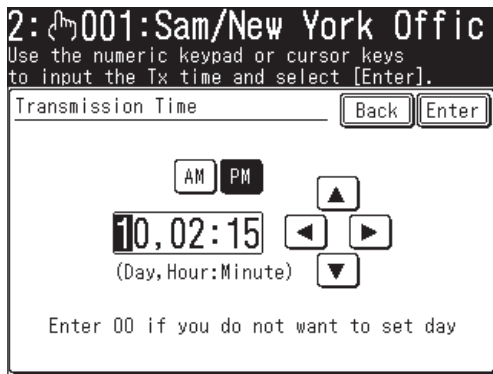 2:001:Sam/New York Offic
Use the numeric keypad or cursor keys
to input the Tx time and select [Enter].
Transmission Time
Back Enter
AM PM
10,02:15
(Day,Hour:Minute)
Enter 00 if you do not want to set day